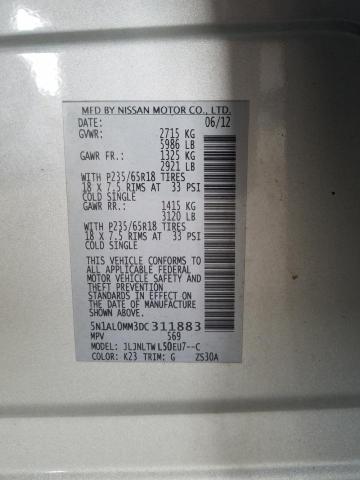 MFD BY NISSAN MOTOR CO., LTD.
06/12
GVWR: 2715 KG
5986 LB
GAWR FR.: 1325 KG
2921 LB
WITH P235/65R18 TIRES
18 X 7.5 RIMS AT 33 PSI
COLD SINGLE
GAWR RR.: 1415 KG
3120 LB
WITH P235/65R18 TIRES
18 X 7.5 RIMS AT 33 PSI
COLD SINGLE
THIS VEHICLE CONFORMS TO
ALL APPLICABLE FEDERAL
MOTOR VEHICLE SAFETY
AND THEFT PREVENTION
STANDARDS IN EFFECT ON
THE DATE OF MANUFACTURE
SHOWN ABOVE.
5N1AL0MM3DC311883
MPV 569
MODEL: JLJNLTWL50EU7--C
COLOR: K23 TRIM: G ZS30A